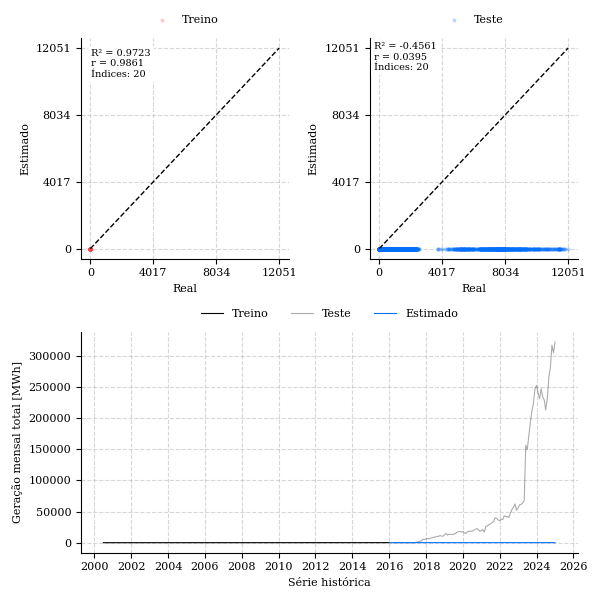 Treino
Teste
R² = 0.9723
r = 0.9861
Índices: 20
12051
8034
4017
0
Estimado
0 4017 8034 12051
Real
R² = -0.4561
r = 0.0395
Índices: 20
12051
8034
4017
0
Estimado
0 4017 8034 12051
Real
Treino Teste Estimado
300000
250000
200000
150000
100000
50000
0
Geração mensal total [MWh]
2000 2002 2004 2006 2008 2010 2012 2014 2016 2018 2020 2022 2024 2026
Série histórica